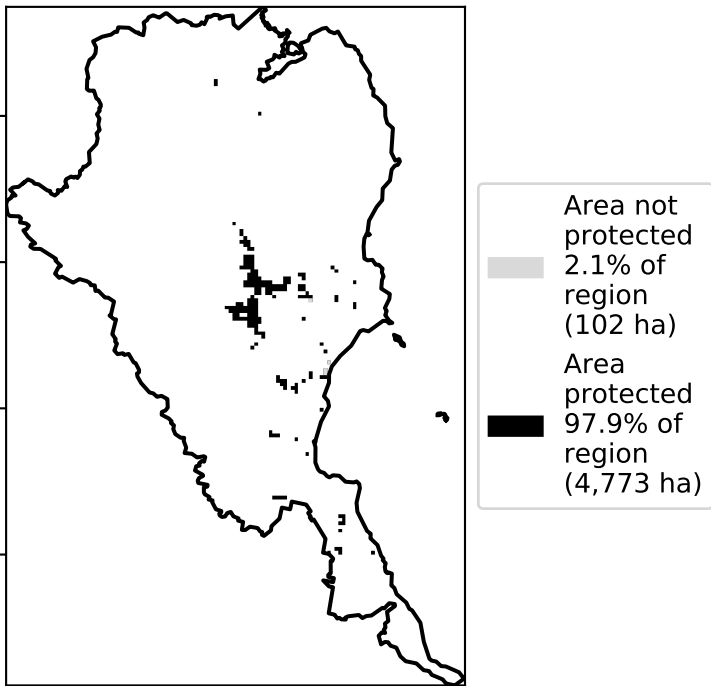 Area not
protected
2.1% of
region
(102 ha)
Area
protected
97.9% of
region
(4,773 ha)